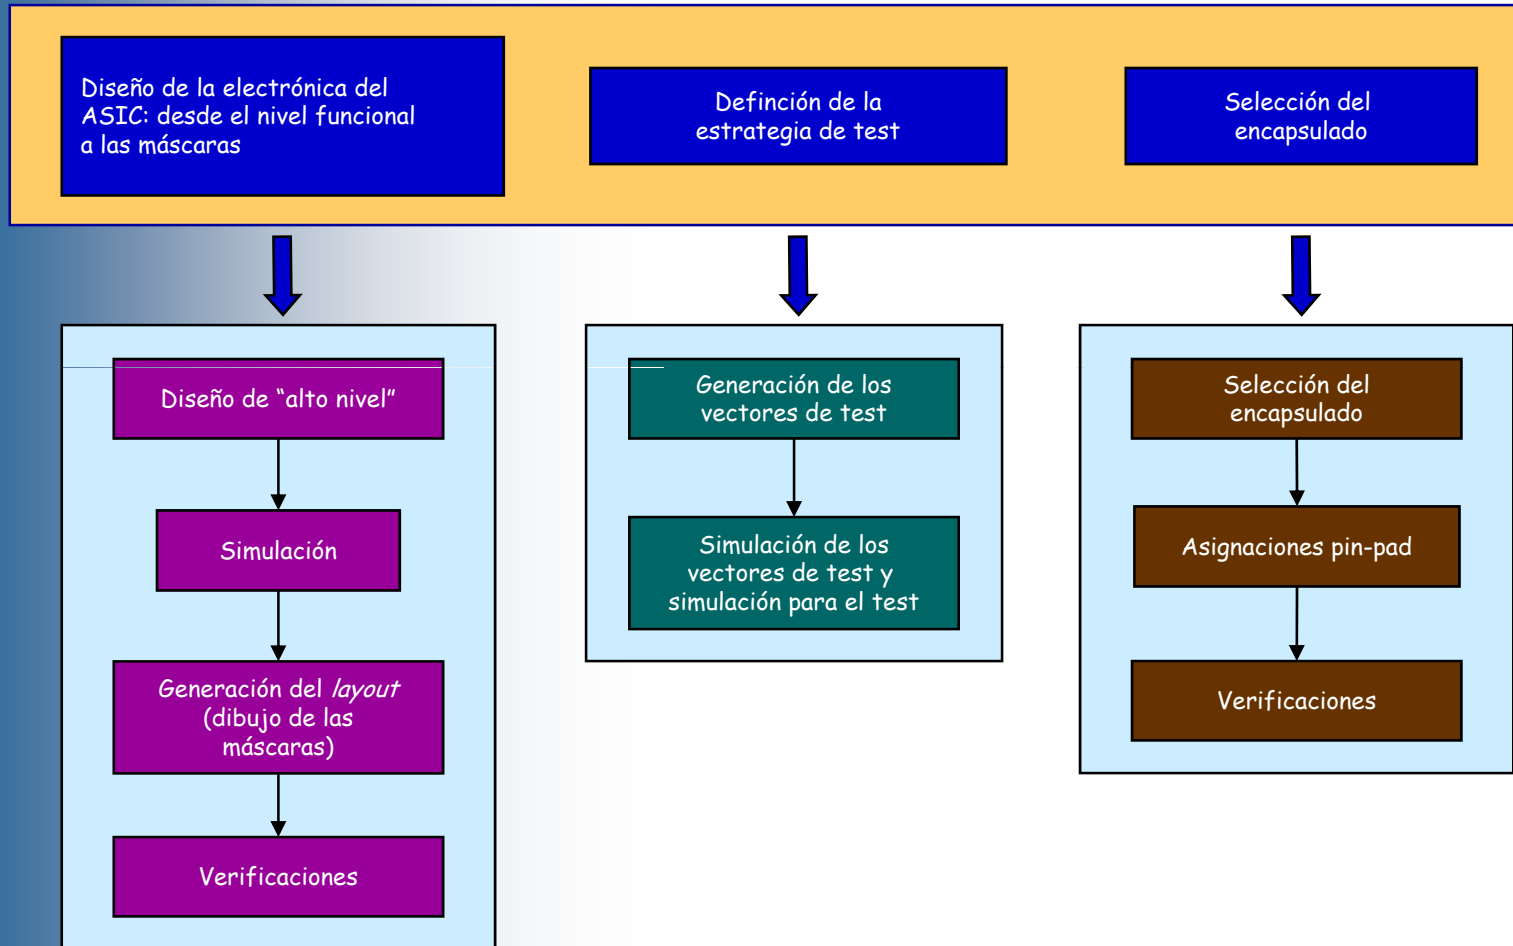 Diseño de la electrónica del
ASIC: desde el nivel funcional
a las máscaras
Definción de la
estrategia de test
Selección del
encapsulado
Diseño de “alto nivel”
Simulación
Generación del layout
(dibujo de las
máscaras)
Verificaciones
Generación de los
vectores de test
Simulación de los
vectores de test y
simulación para el test
Selección del
encapsulado
Asignaciones pin-pad
Verificaciones